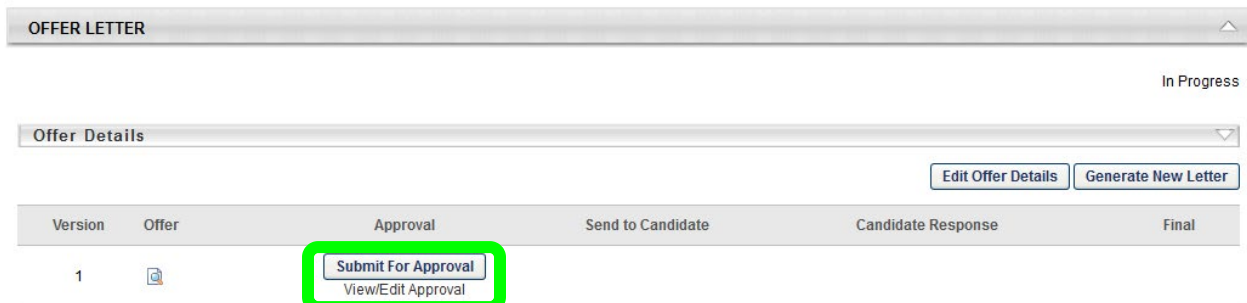 OFFER LETTER
In Progress
Offer Details
Edit Offer Details Generate New Letter
Version Offer Approval Send to Candidate Candidate Response Final
1 Submit For Approval
View/Edit Approval